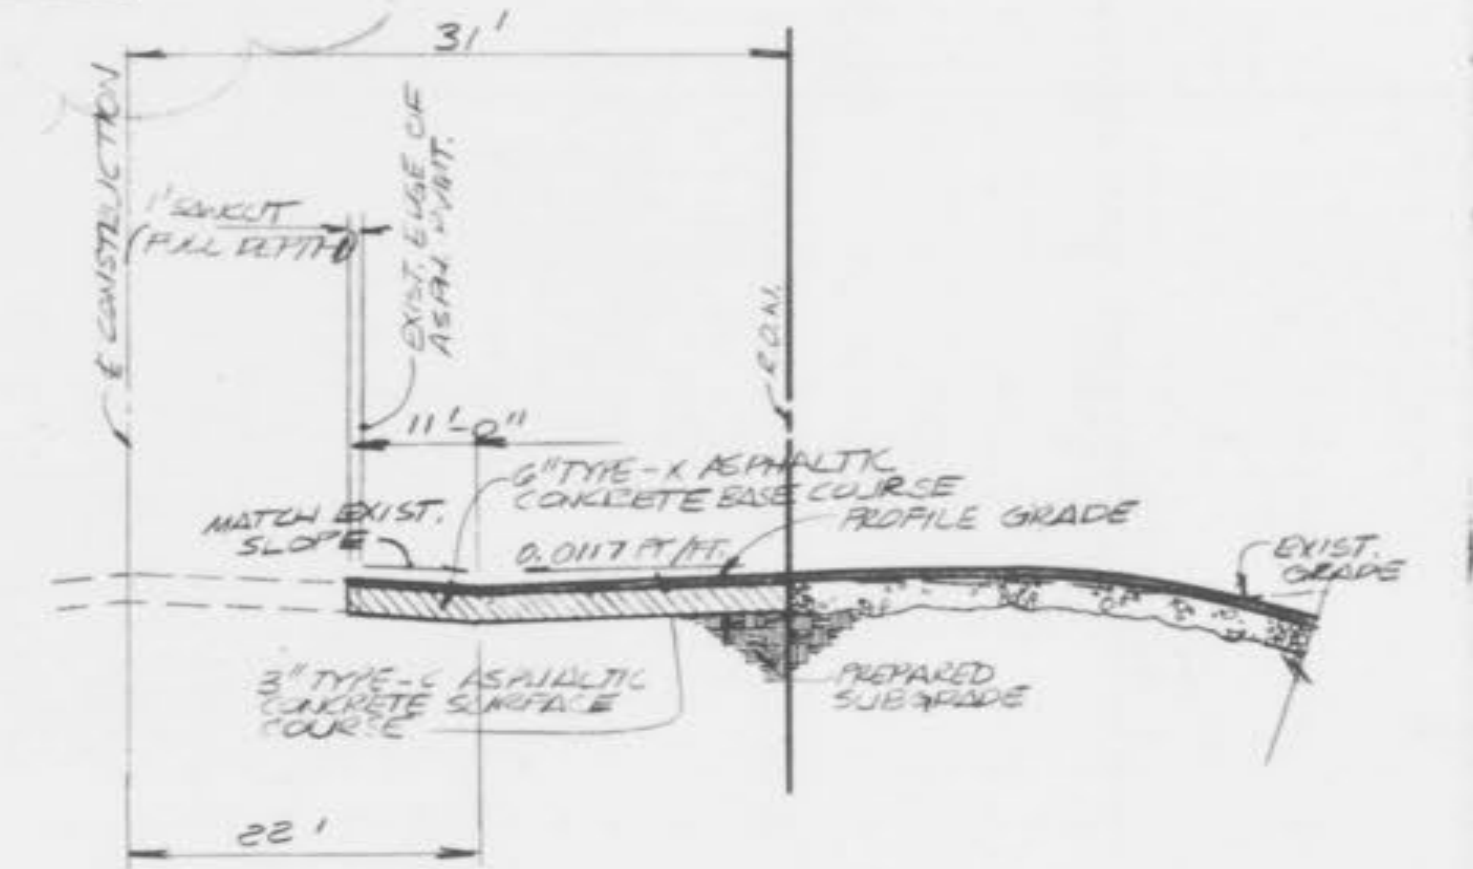 31'
℄ CONSTRUCTION
1' SAWCUT
(FULL DEPTH)
EXIST. EDGE OF
ASPH. PVMT.
R.O.W.
11'-0"
6" TYPE-X ASPHALTIC
CONCRETE BASE COURSE
PROFILE GRADE
MATCH EXIST.
SLOPE
0.0117 FT/FT.
EXIST.
GRADE
3" TYPE-C ASPHALTIC
CONCRETE SURFACE
COURSE
PREPARED
SUBGRADE
22'